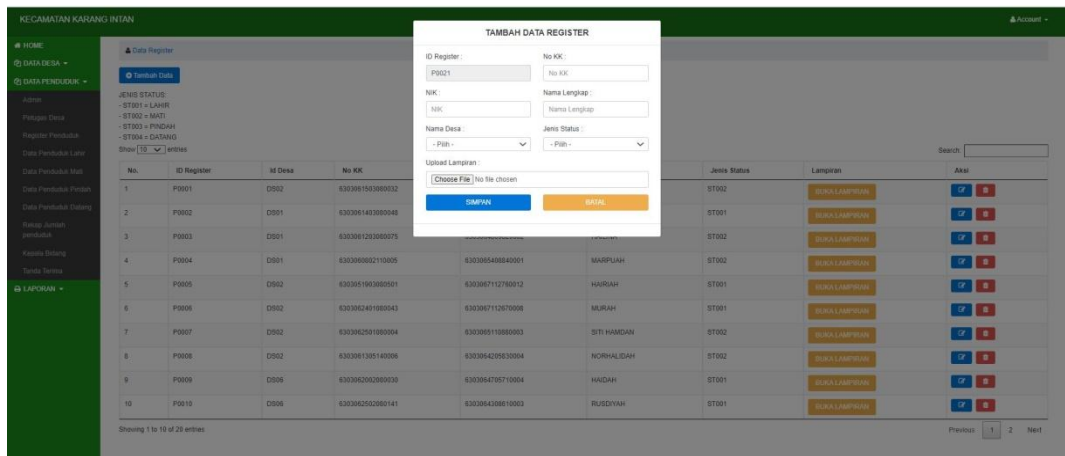 KECAMATAN KARANG INTAN
Account
HOME
DATA DESA
DATA PENDUDUK
Admin
Petugas Desa
Register Penduduk
Data Penduduk Lahir
Data Penduduk Mati
Data Penduduk Pindah
Data Penduduk Datang
Rekap Jumlah
penduduk
Kepala Bidang
Tanda Terima
LAPORAN
Data Register
Tambah Data
JENIS STATUS:
- ST001 = LAHIR
- ST002 = MATI
- ST003 = PINDAH
- ST004 = DATANG
Show 10 entries
Search:
TAMBAH DATA REGISTER
ID Register : No KK :
P0021 No KK
NIK : Nama Lengkap :
NIK Nama Lengkap
Nama Desa : Jenis Status :
- Pilih - - Pilih -
Upload Lampiran :
Choose File No file chosen
SIMPAN BATAL
No. ID Register Id Desa No KK Jenis Status Lampiran Aksi
1 P0001 DS02 ST002 BUKA LAMPIRAN
2 P0002 DS01 ST001 BUKA LAMPIRAN
3 P0003 DS01 ST002 BUKA LAMPIRAN
4 P0004 DS01 MARPUAH ST002 BUKA LAMPIRAN
5 P0005 DS02 HAIRIAH ST001 BUKA LAMPIRAN
6 P0006 DS02 MURAH ST001 BUKA LAMPIRAN
7 P0007 DS02 SITI HAMDAN ST002 BUKA LAMPIRAN
8 P0008 DS02 NORHALIDAH ST002 BUKA LAMPIRAN
9 P0009 DS06 HAIDAH ST001 BUKA LAMPIRAN
10 P0010 DS06 RUSDIYAH ST001 BUKA LAMPIRAN
Showing 1 to 10 of 20 entries
Previous 1 2 Next